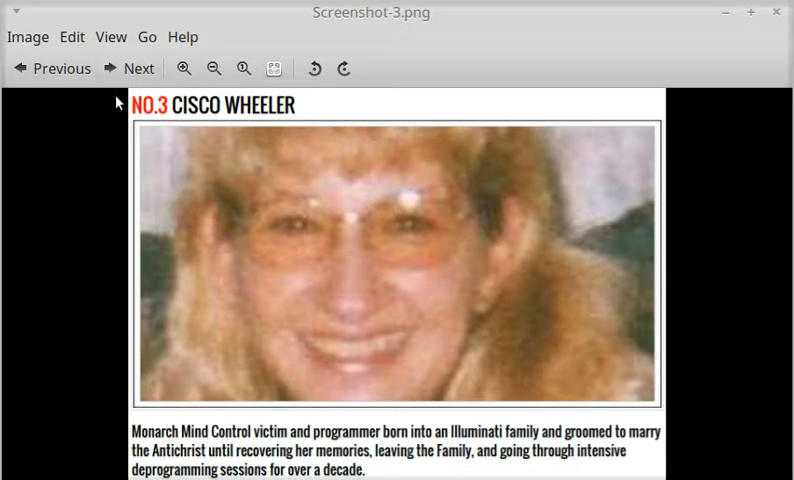 Screenshot-3.png
Image Edit View Go Help
Previous Next
NO.3 CISCO WHEELER
Monarch Mind Control victim and programmer born into an Illuminati family and groomed to marry
the Antichrist until recovering her memories, leaving the Family, and going through intensive
deprogramming sessions for over a decade.